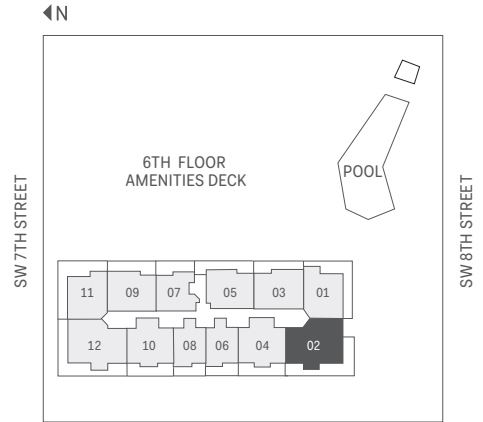 N
6TH FLOOR
AMENITIES DECK
POOL
SW 7TH STREET
SW 8TH STREET
11 09 07 05 03 01
12 10 08 06 04 02